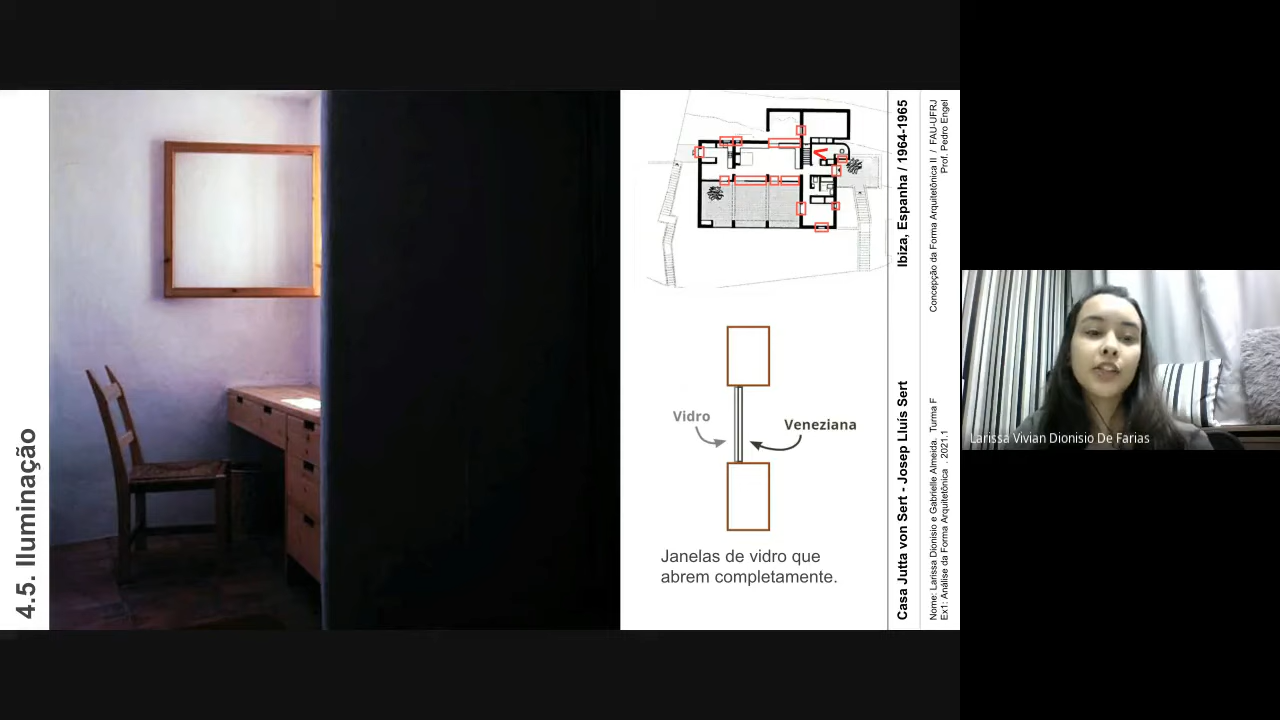 4.5. Iluminação
Vidro
Veneziana
Janelas de vidro que
abrem completamente.
Casa Jutta von Sert - Josep Lluís Sert
Ibiza, Espanha / 1964-1965
Nome: Larissa Dionisio e Gabrielle Almeida. Turma F
Ex1: Análise da Forma Arquitetônica . 2021.1
Concepção da Forma Arquitetônica II / FAU-UFRJ
Prof. Pedro Engel
Larissa Vivian Dionisio De Farias